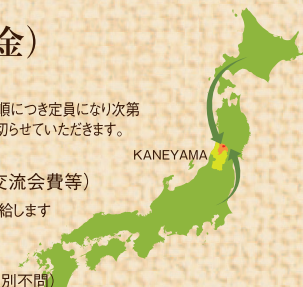 金）
順につき定員になり次第
切らせていただきます。
KANEYAMA
交流会費等）
給します
別不問）